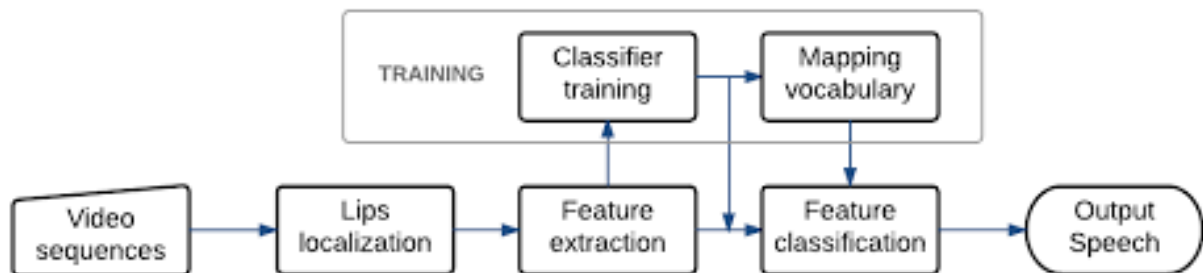 TRAINING
Classifier
training
Mapping
vocabulary
Video
sequences
Lips
localization
Feature
extraction
Feature
classification
Output
Speech